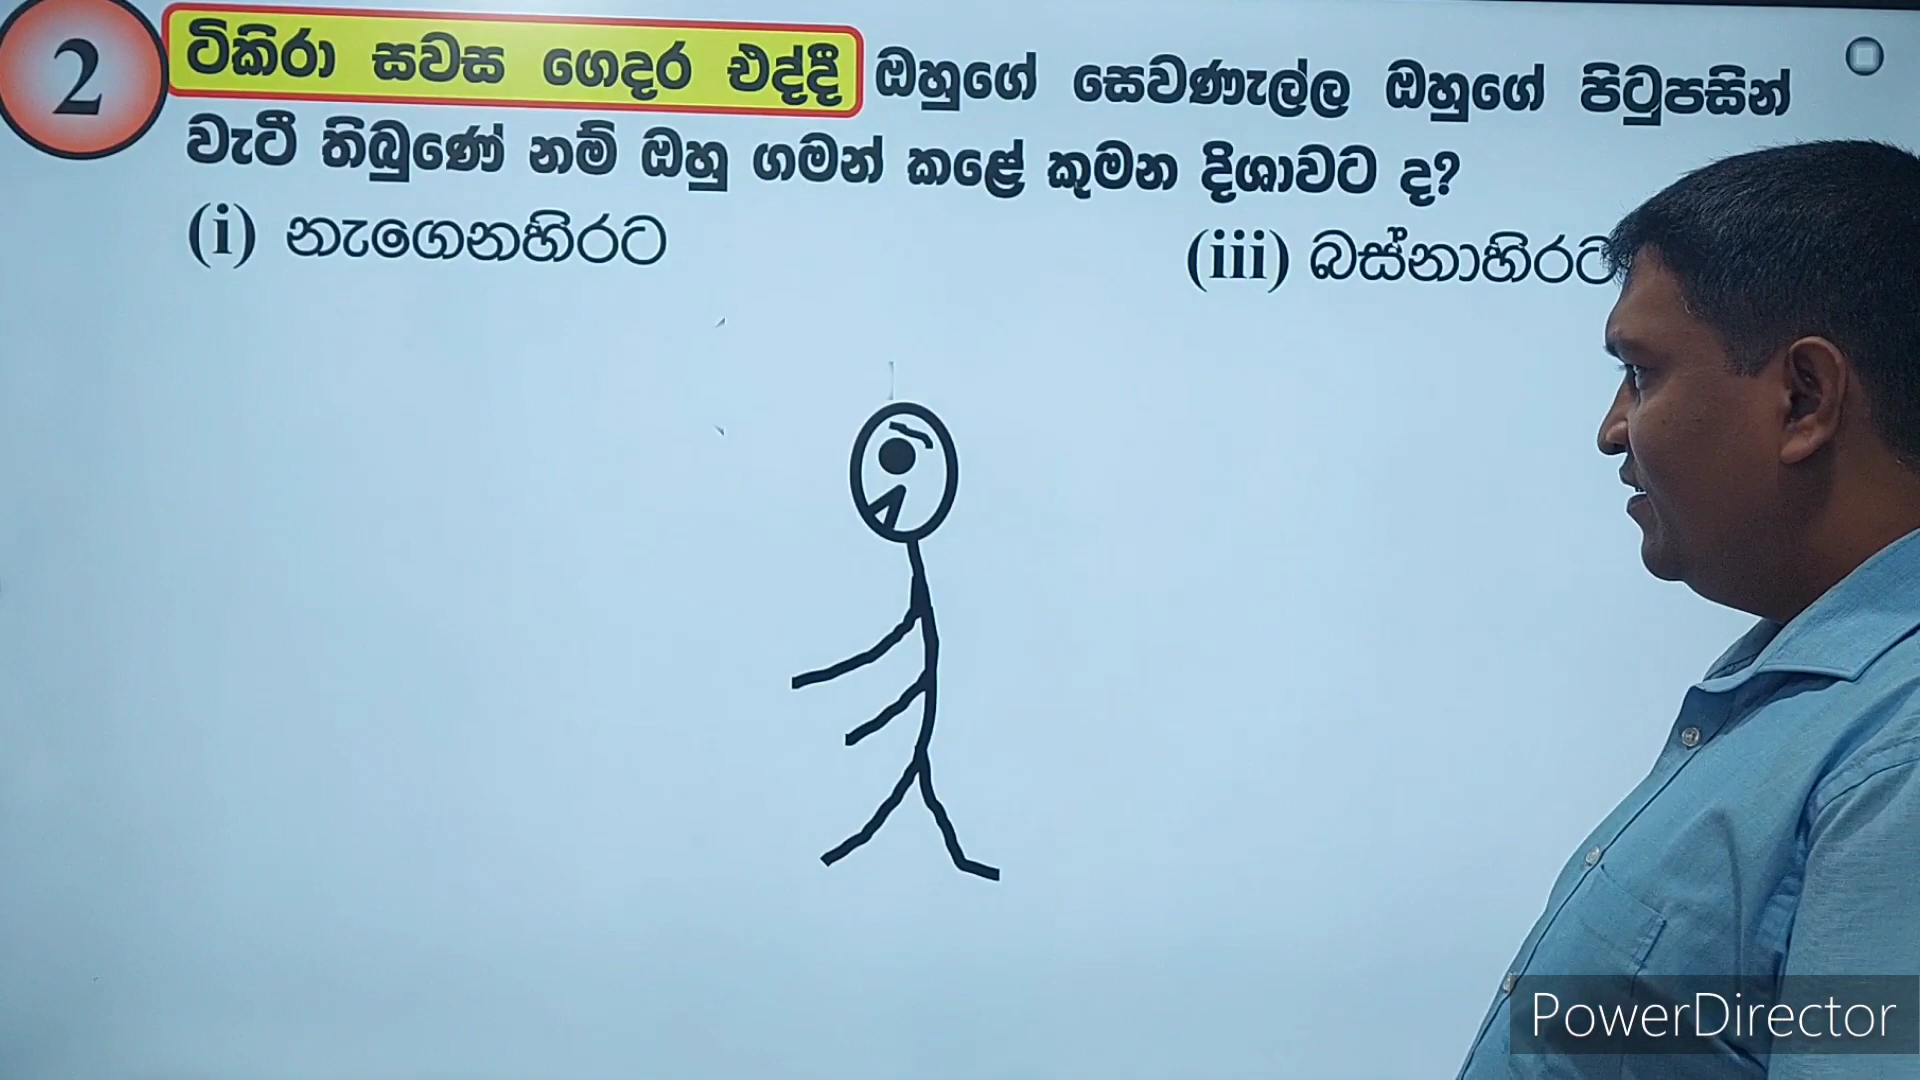 2
ටිකිරා සවස ගෙදර එද්දී ඔහුගේ සෙවණැල්ල ඔහුගේ පිටුපසින්
වැටී තිබුණේ නම් ඔහු ගමන් කළේ කුමන දිශාවට ද?
(i) නැගෙනහිරට (iii) බස්නාහිරට
PowerDirector